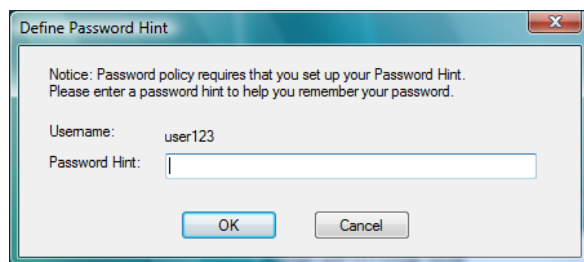 Define Password Hint
Notice: Password policy requires that you set up your Password Hint.
Please enter a password hint to help you remember your password.
Username: user123
Password Hint:
OK Cancel